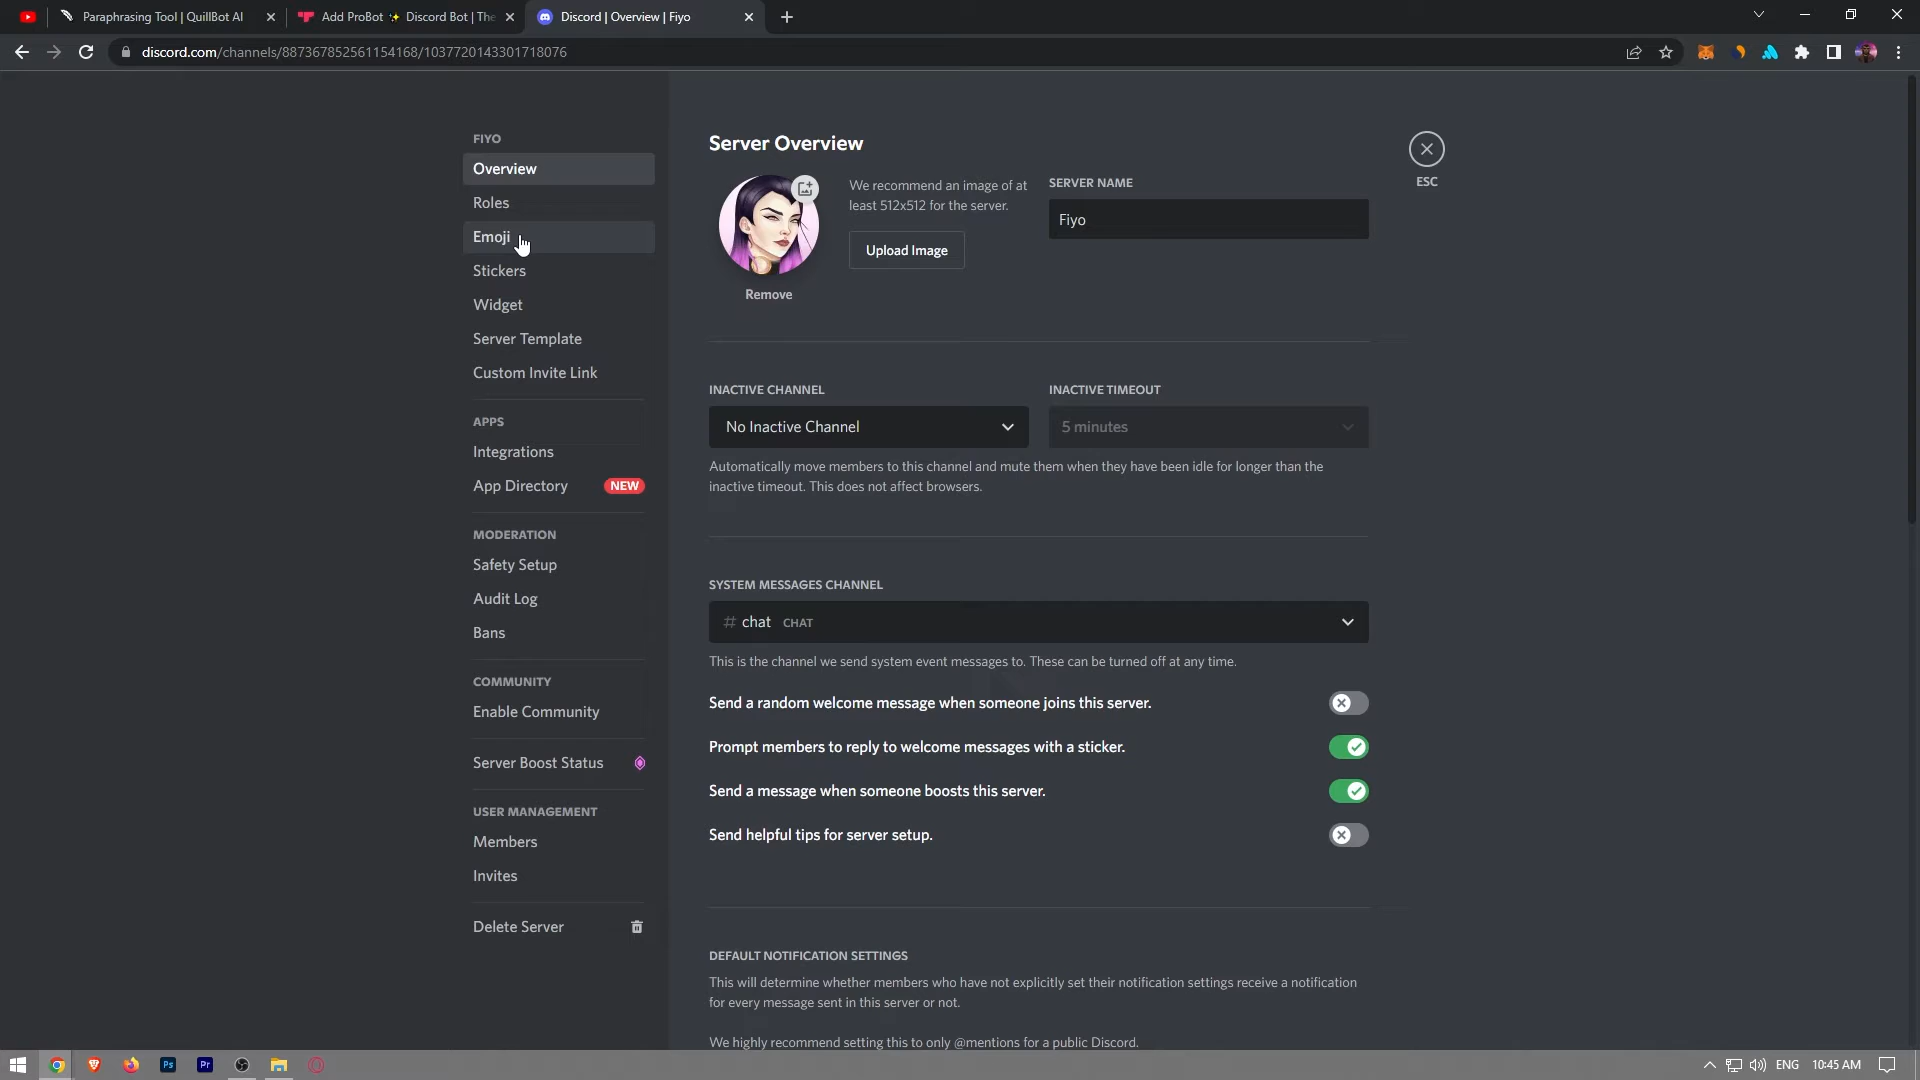 Paraphrasing Tool | QuillBot AI
Add ProBot ✨ Discord Bot | The
Discord | Overview | Fiyo
discord.com/channels/887367852561154168/1037720143301718076
FIYO
Overview
Roles
Emoji
Stickers
Widget
Server Template
Custom Invite Link
APPS
Integrations
App Directory NEW
MODERATION
Safety Setup
Audit Log
Bans
COMMUNITY
Enable Community
Server Boost Status
USER MANAGEMENT
Members
Invites
Delete Server
Server Overview
We recommend an image of at
least 512x512 for the server.
Upload Image
Remove
SERVER NAME
Fiyo
ESC
INACTIVE CHANNEL
No Inactive Channel
INACTIVE TIMEOUT
5 minutes
Automatically move members to this channel and mute them when they have been idle for longer than the
inactive timeout. This does not affect browsers.
SYSTEM MESSAGES CHANNEL
# chat CHAT
This is the channel we send system event messages to. These can be turned off at any time.
Send a random welcome message when someone joins this server.
Prompt members to reply to welcome messages with a sticker.
Send a message when someone boosts this server.
Send helpful tips for server setup.
DEFAULT NOTIFICATION SETTINGS
This will determine whether members who have not explicitly set their notification settings receive a notification
for every message sent in this server or not.
We highly recommend setting this to only @mentions for a public Discord.
Ps
Pr
ENG
10:45 AM